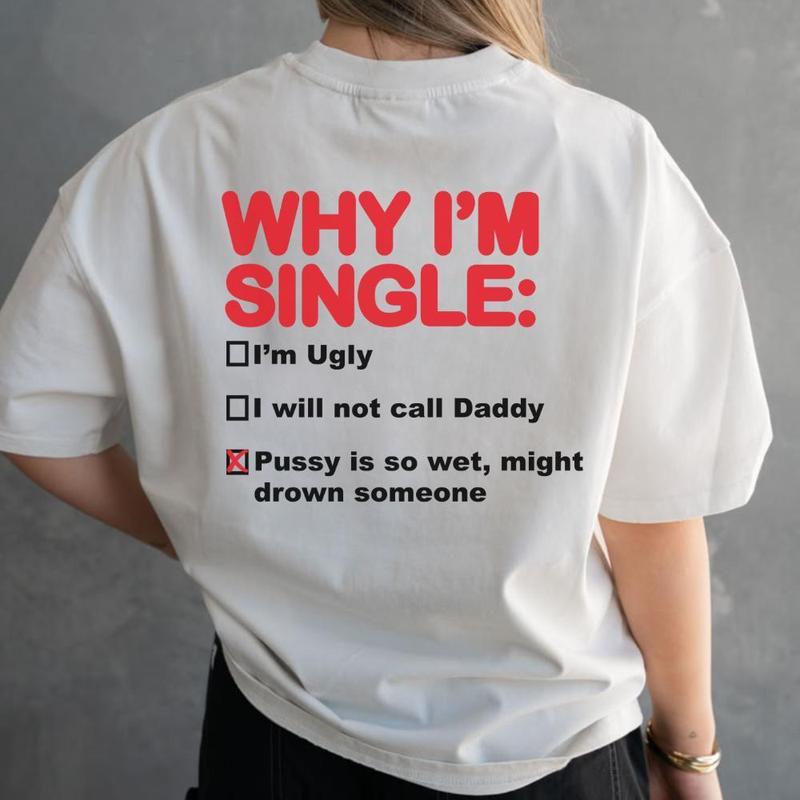 WHY I'M
SINGLE:
I'm Ugly
I will not call Daddy
Pussy is so wet, might
drown someone